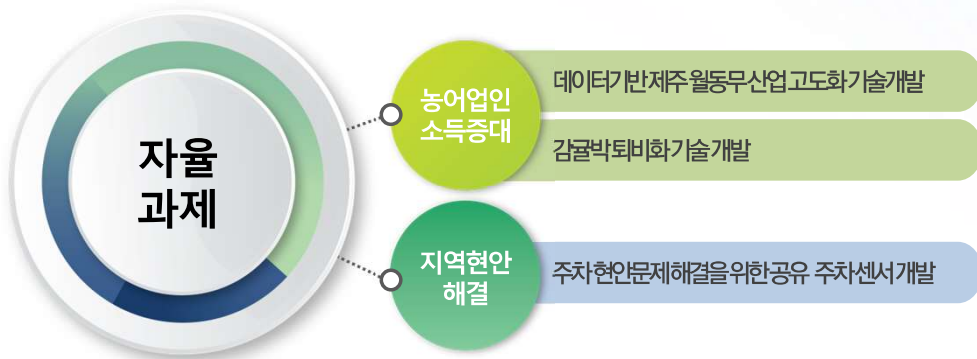 자율
과제
농어업인
소득증대
데이터기반 제주 월동무 산업 고도화 기술개발
감귤박 퇴비화 기술 개발
지역현안
해결
주차 현안문제 해결을 위한 공유 주차센서 개발